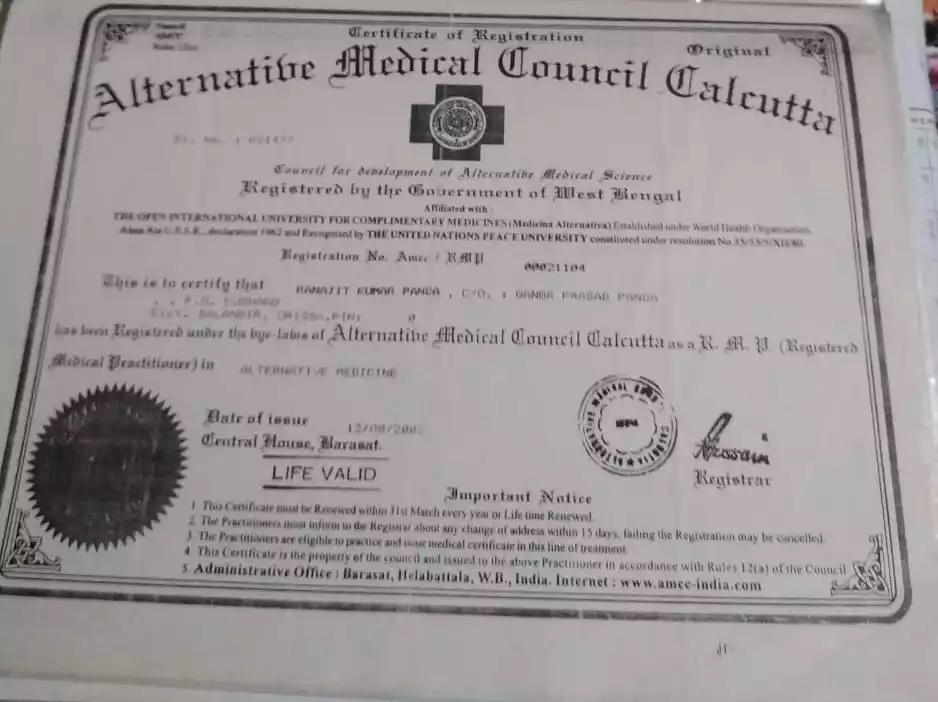 Certificate of Registration
Original
Alternative Medical Council Calcutta
Council for development of Alternative Medical Science
Registered by the Government of West Bengal
Affiliated with
THE OPEN INTERNATIONAL UNIVERSITY FOR COMPLIMENTARY MEDICINES (Medicina Alternativa) Established under World Health Organisation.
declaration 1962 and Recognised by THE UNITED NATIONS PEACE UNIVERSITY constituted under resolution No.
Registration No. Amc. / RMP 00021104
This is to certify that RANAJIT KUMAR PANDA , C/O. : PRASAD PANDA
has been Registered under the bye-laws of Alternative Medical Council Calcutta as a R. M. P. (Registered
Medical Practitioner) in ALTERNATIVE MEDICINE
Date of issue
Central House, Barasat.
LIFE VALID
Registrar
Important Notice
1 This Certificate must be Renewed within 31st Match every year or Life time Renewed.
2. The Practitioners must inform to the Registrar about any change of address within 15 days, failing the Registration may be cancelled.
3. The Practitioners are eligible to practice and issue medical certificate in this line of treatment.
4. This Certificate is the property of the council and issued to the above Practitioner in accordance with Rules 12(a) of the Council
5. Administrative Office : Barasat, Helabattala, W.B., India. Internet : www.amcc-india.com